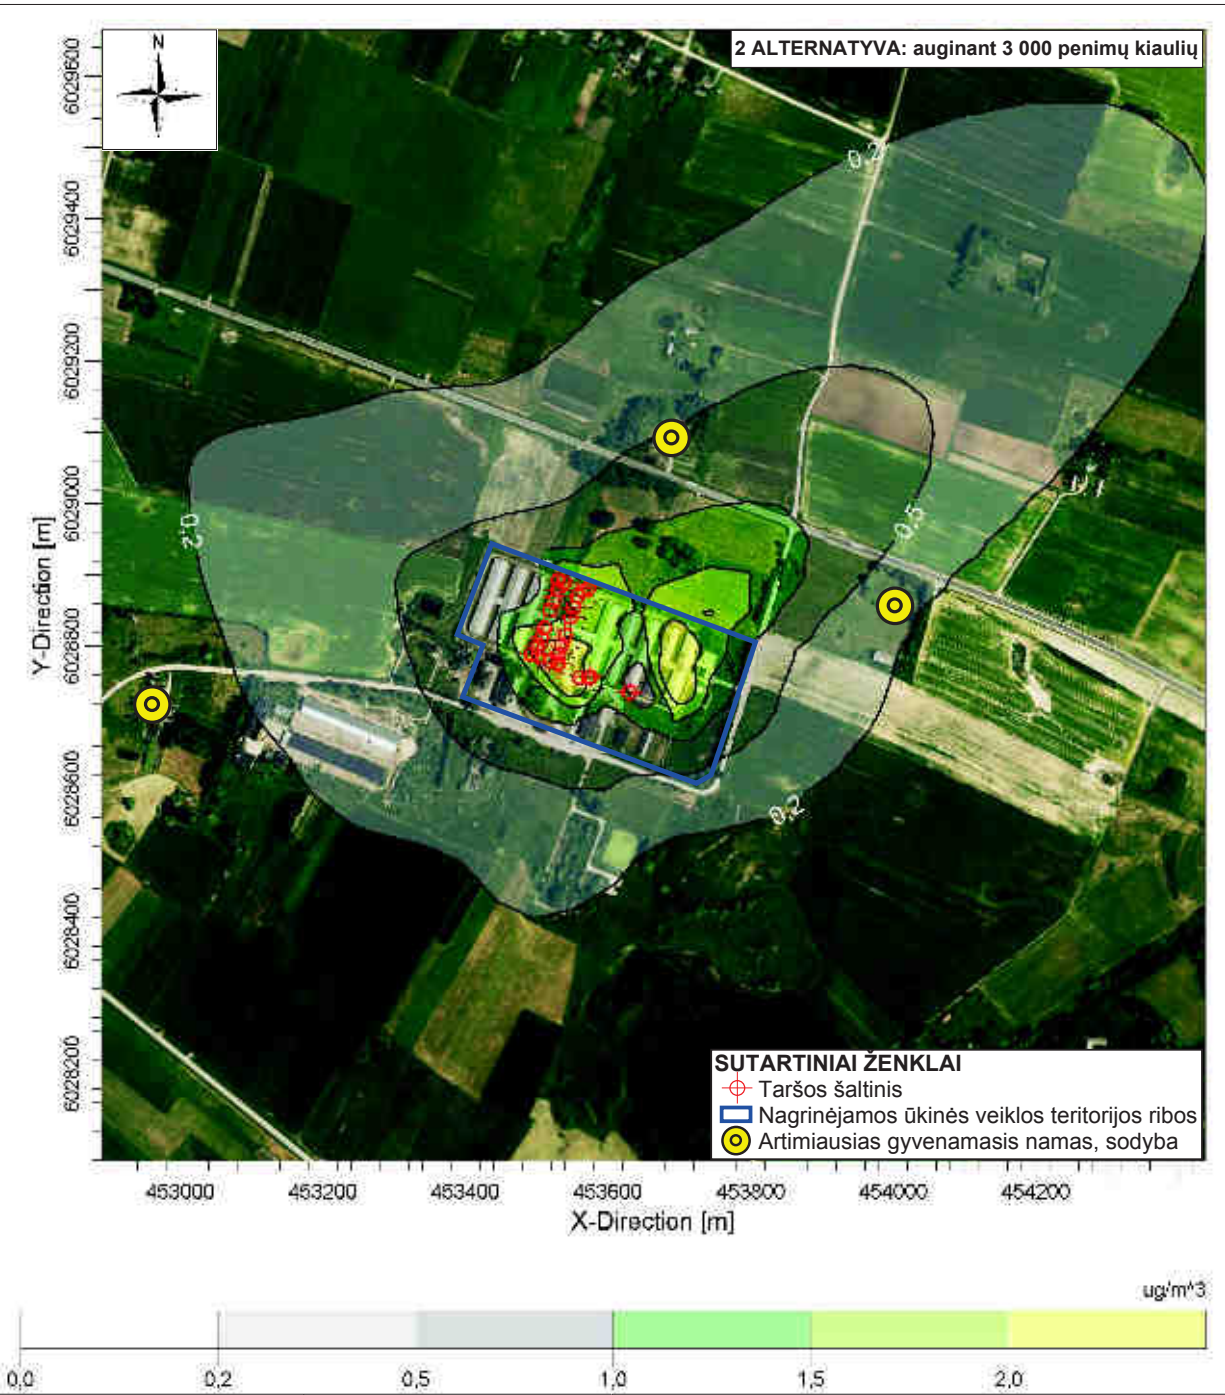 2 ALTERNATYVA: auginant 3 000 penimų kiaulių
N
6029600
6029400
6029200
6029000
6028800
6028600
6028400
6028200
Y-Direction [m]
0.2
0.5
0.2
0.2
SUTARTINIAI ŽENKLAI
Taršos šaltinis
Nagrinėjamos ūkinės veiklos teritorijos ribos
Artimiausias gyvenamasis namas, sodyba
453000 453200 453400 453600 453800 454000 454200
X-Direction [m]
ug/m^3
0,0 0,2 0,5 1,0 1,5 2,0